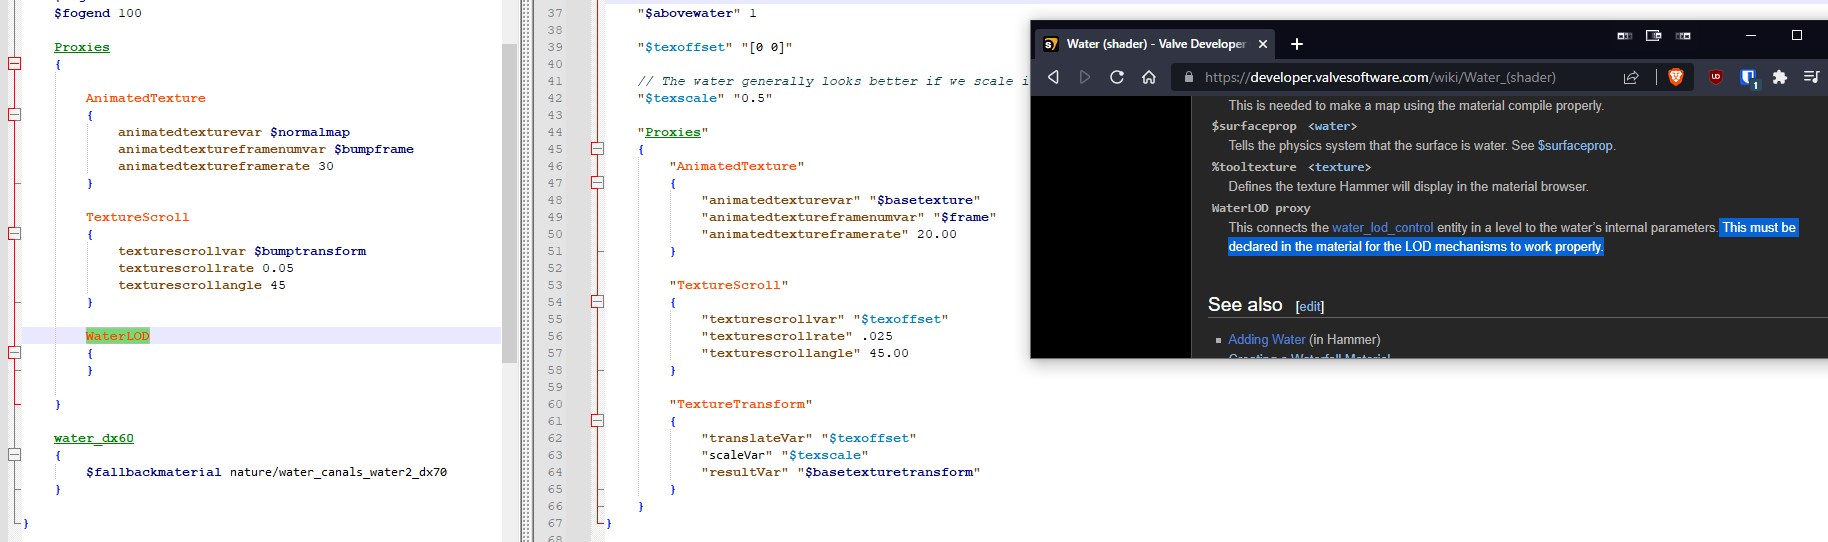 $fogend 100
Proxies
{
AnimatedTexture
{
animatedtexturevar $normalmap
animatedtextureframenumvar $bumpframe
animatedtextureframerate 30
}
TextureScroll
{
texturescrollvar $bumptransform
texturescrollrate 0.05
texturescrollangle 45
}
WaterLOD
{
}
}
water_dx60
{
$fallbackmaterial nature/water_canals_water2_dx70
}
}
37 "$abovewater" 1
38
39 "$texoffset" "[0 0]"
40
41 // The water generally looks better if we scale i
42 "$texscale" "0.5"
43
44 "Proxies"
45 {
46 "AnimatedTexture"
47 {
48 "animatedtexturevar" "$basetexture"
49 "animatedtextureframenumvar" "$frame"
50 "animatedtextureframerate" 20.00
51 }
52
53 "TextureScroll"
54 {
55 "texturescrollvar" "$texoffset"
56 "texturescrollrate" .025
57 "texturescrollangle" 45.00
58 }
59
60 "TextureTransform"
61 {
62 "translateVar" "$texoffset"
63 "scaleVar" "$texscale"
64 "resultVar" "$basetexturetransform"
65 }
66 }
67 }
68
Water (shader) - Valve Developer
https://developer.valvesoftware.com/wiki/Water_(shader)
This is needed to make a map using the material compile properly.
$surfaceprop <water>
Tells the physics system that the surface is water. See $surfaceprop.
%tooltexture <texture>
Defines the texture Hammer will display in the material browser.
WaterLOD proxy
This connects the water_lod_control entity in a level to the water's internal parameters. This must be
declared in the material for the LOD mechanisms to work properly.
See also [edit]
Adding Water (in Hammer)
Creating a Waterfall Material